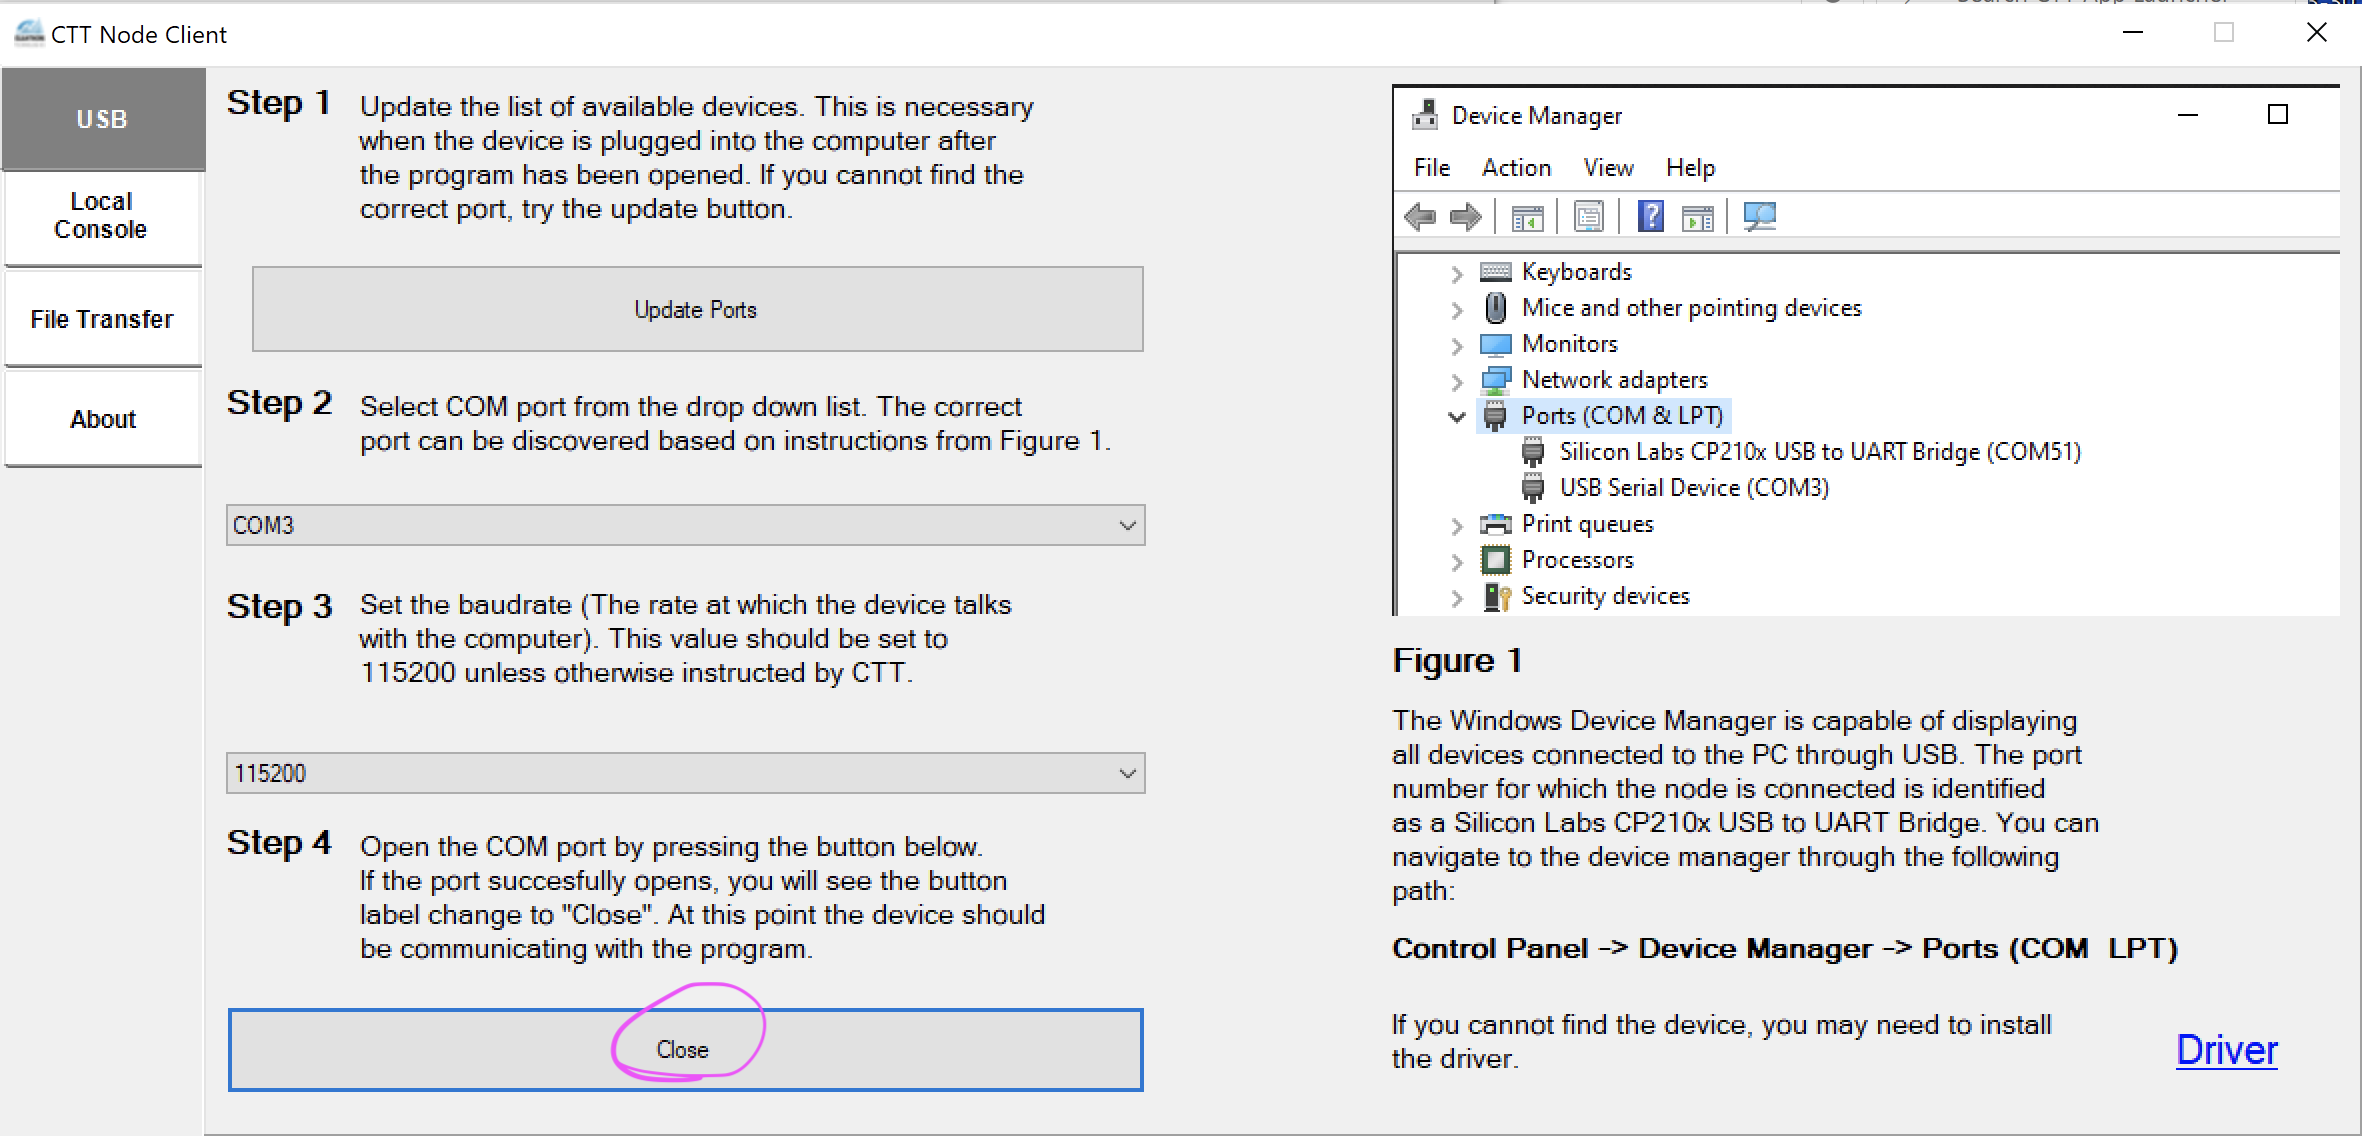 CTT Node Client
USB
Local
Console
File Transfer
About
Step 1
Update the list of available devices. This is necessary
when the device is plugged into the computer after
the program has been opened. If you cannot find the
correct port, try the update button.
Update Ports
Step 2
Select COM port from the drop down list. The correct
port can be discovered based on instructions from Figure 1.
COM3
Step 3
Set the baudrate (The rate at which the device talks
with the computer). This value should be set to
115200 unless otherwise instructed by CTT.
115200
Step 4
Open the COM port by pressing the button below.
If the port succesfully opens, you will see the button
label change to "Close". At this point the device should
be communicating with the program.
Close
Device Manager
File Action View Help
Keyboards
Mice and other pointing devices
Monitors
Network adapters
Ports (COM & LPT)
Silicon Labs CP210x USB to UART Bridge (COM51)
USB Serial Device (COM3)
Print queues
Processors
Security devices
Figure 1
The Windows Device Manager is capable of displaying
all devices connected to the PC through USB. The port
number for which the node is connected is identified
as a Silicon Labs CP210x USB to UART Bridge. You can
navigate to the device manager through the following
path:
Control Panel -> Device Manager -> Ports (COM  LPT)
If you cannot find the device, you may need to install
the driver.
Driver